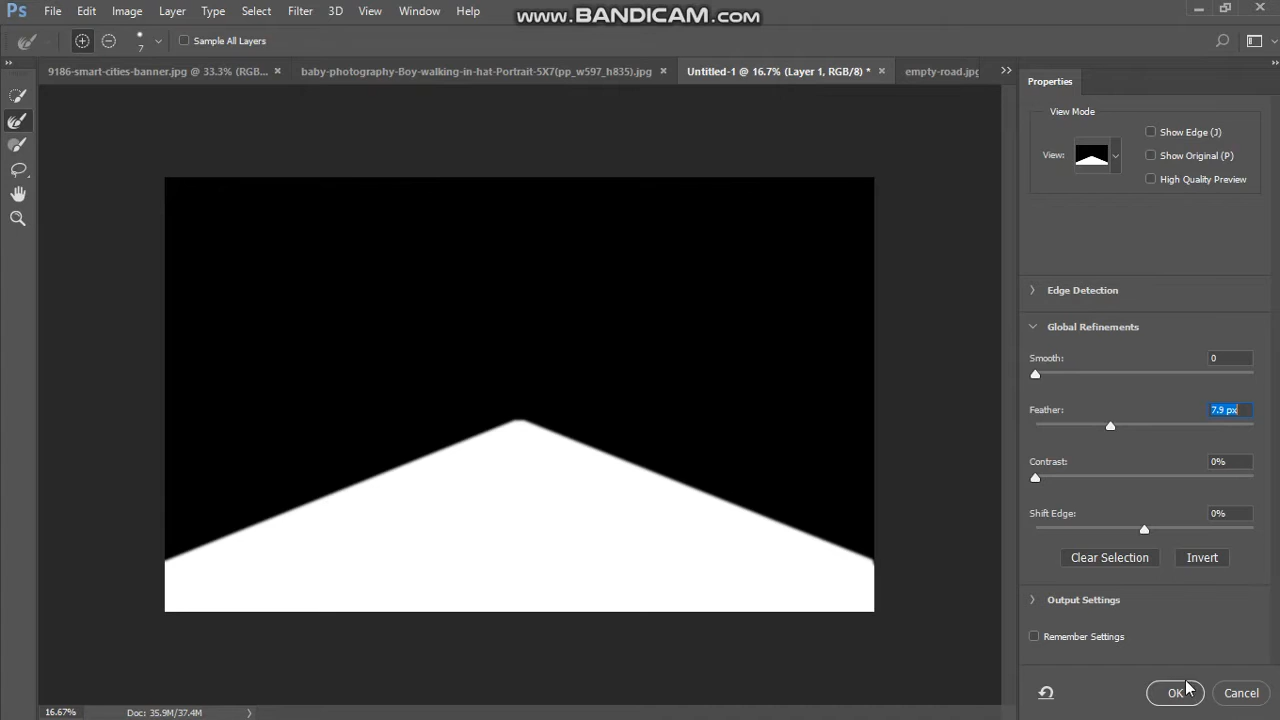 www.BANDICAM.com
Ps File Edit Image Layer Type Select Filter 3D View Window Help
7 Sample All Layers
9186-smart-cities-banner.jpg @ 33.3% (RGB... × baby-photography-Boy-walking-in-hat-Portrait-5X7(pp_w597_h835).jpg × Untitled-1 @ 16.7% (Layer 1, RGB/8) * × empty-road.jpg
Properties
View Mode
Show Edge (J)
View:
Show Original (P)
High Quality Preview
Edge Detection
Global Refinements
Smooth: 0
Feather: 7.9 px
Contrast: 0%
Shift Edge: 0%
Clear Selection Invert
Output Settings
Remember Settings
OK Cancel
16.67% Doc: 35.9M/37.4M